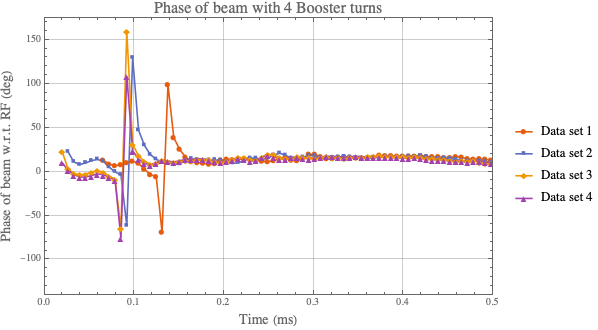 Phase of beam with 4 Booster turns
Phase of beam w.r.t. RF (deg)
150
100
50
0
−50
−100
0.0
0.1
0.2
0.3
0.4
0.5
Time (ms)
Data set 1
Data set 2
Data set 3
Data set 4